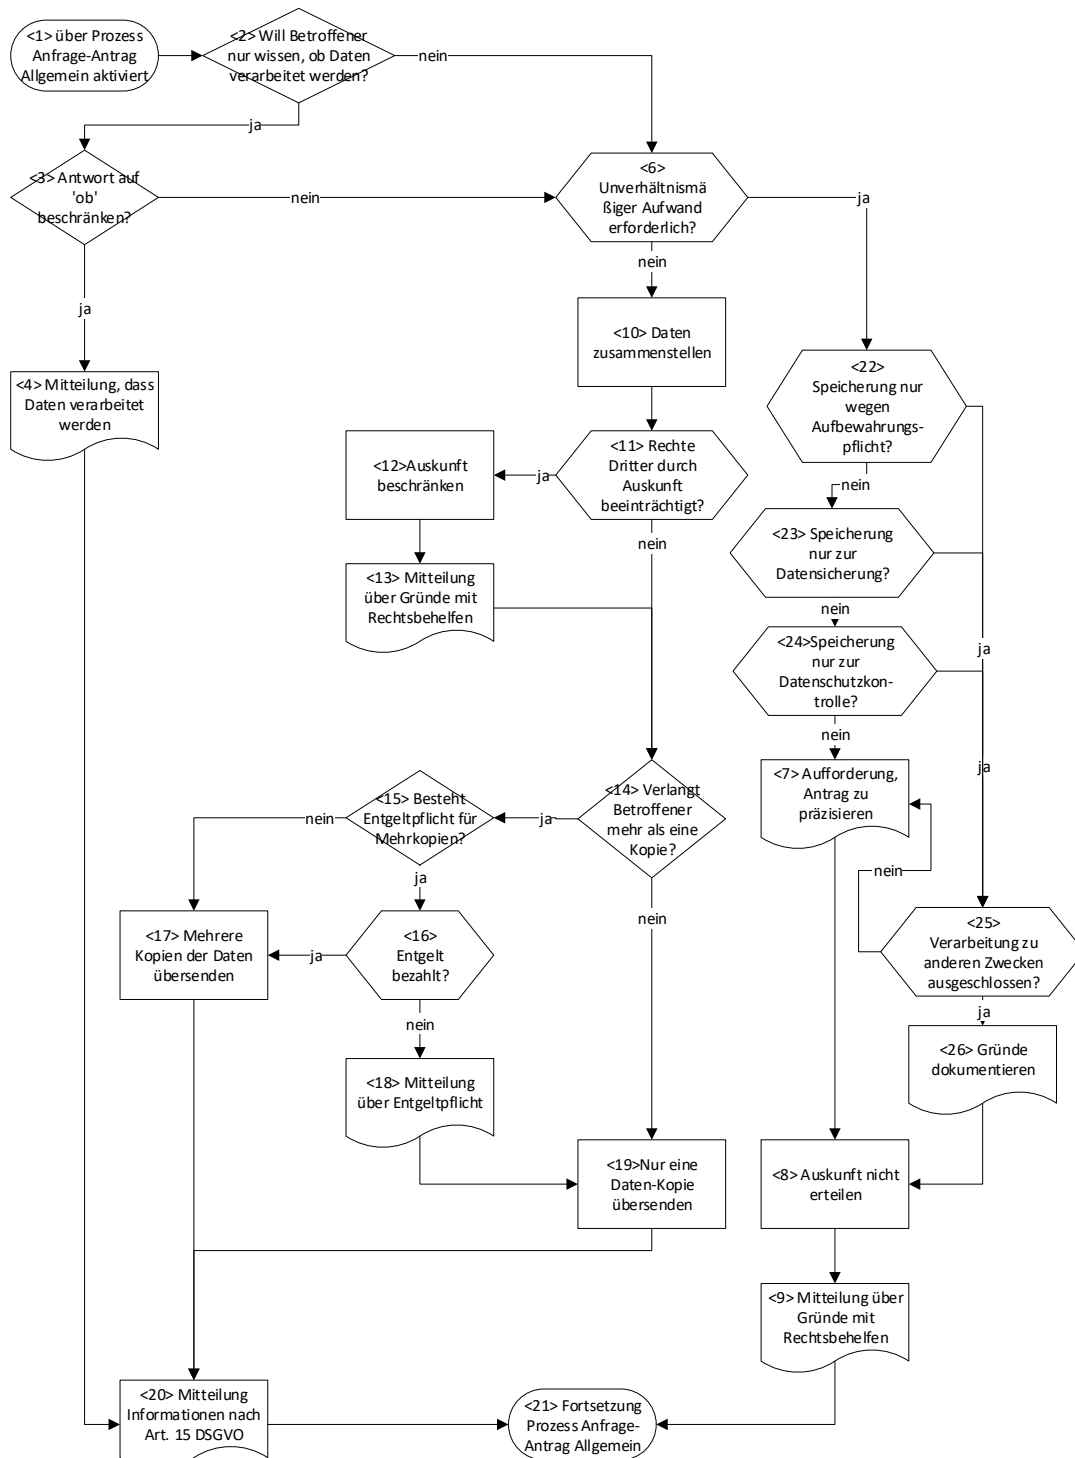 <1> über Prozess
Anfrage-Antrag
Allgemein aktiviert
<2> Will Betroffener
nur wissen, ob Daten
verarbeitet werden?
nein
ja
<3> Antwort auf
'ob'
beschränken?
nein
<6>
Unverhältnismä
ßiger Aufwand
erforderlich?
ja
nein
ja
<10> Daten
zusammenstellen
<4> Mitteilung, dass
Daten verarbeitet
werden
<22>
Speicherung nur
wegen
Aufbewahrungs-
pflicht?
<12>Auskunft
beschränken
ja
<11> Rechte
Dritter durch
Auskunft
beeinträchtigt?
nein
nein
<23> Speicherung
nur zur
Datensicherung?
<13> Mitteilung
über Gründe mit
Rechtsbehelfen
nein
<24>Speicherung
nur zur
Datenschutzkon-
trolle?
ja
nein
<7> Aufforderung,
Antrag zu
präzisieren
ja
<15> Besteht
Entgeltpflicht für
Mehrkopien?
nein
ja
<14> Verlangt
Betroffener
mehr als eine
Kopie?
ja
nein
nein
<17> Mehrere
Kopien der Daten
übersenden
ja
<16>
Entgelt
bezahlt?
<25>
Verarbeitung zu
anderen Zwecken
ausgeschlossen?
nein
ja
<26> Gründe
dokumentieren
<18> Mitteilung
über Entgeltpflicht
<19>Nur eine
Daten-Kopie
übersenden
<8> Auskunft nicht
erteilen
<9> Mitteilung über
Gründe mit
Rechtsbehelfen
<20> Mitteilung
Informationen nach
Art. 15 DSGVO
<21> Fortsetzung
Prozess Anfrage-
Antrag Allgemein